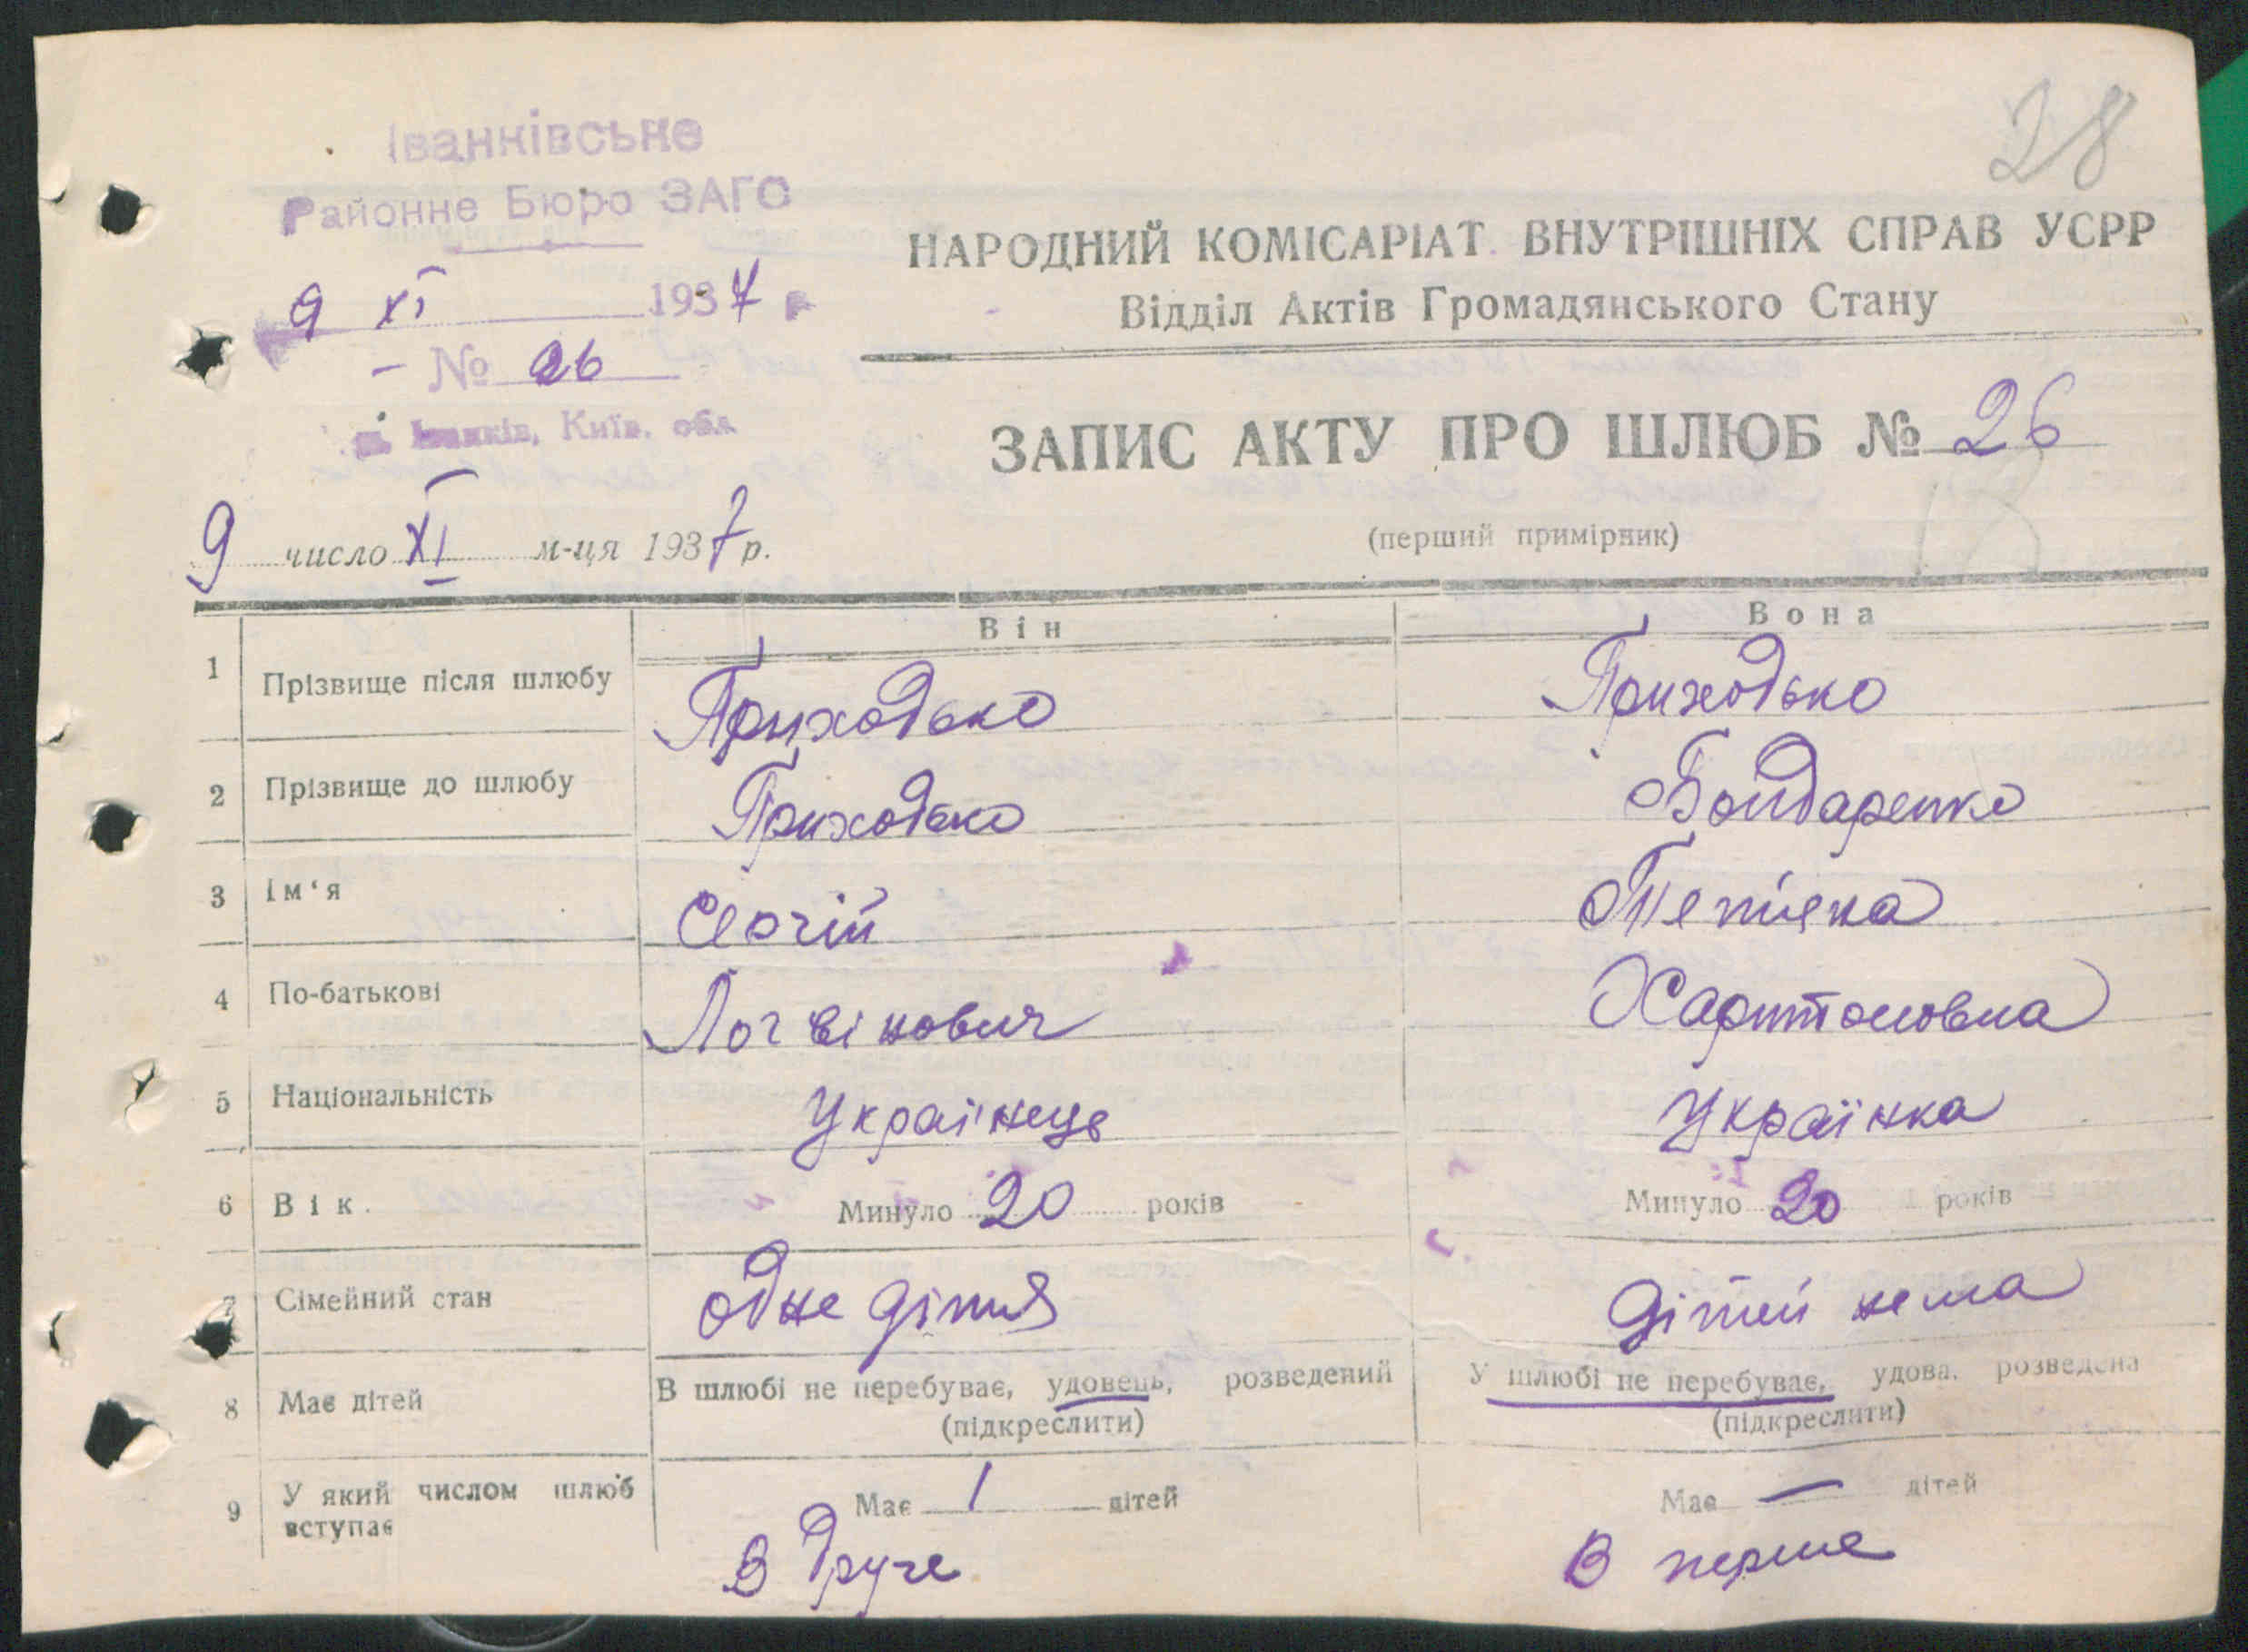 28
Іванківське
Районне Бюро ЗАГС
9 XI 1937 р
№ 26
Іванків, Київ. обл
НАРОДНИЙ КОМІСАРІАТ ВНУТРІШНІХ СПРАВ УСРР
Відділ Актів Громадянського Стану
ЗАПИС АКТУ ПРО ШЛЮБ № 26
(перший примірник)
9 число XI м-ця 1937 р.
Він Вона
1 Прізвище після шлюбу Приходько Приходько
2 Прізвище до шлюбу Приходько Бондаренко
3 Ім‘я Сергій Тетяна
4 По-батькові Логвінович Харитоновна
5 Національність Українець Українка
6 Вік. Минуло 20 років Минуло 20 років
7 Сімейний стан одне дітя дітей нема
8 Має дітей В шлюбі не перебуває, удовець, розведений У шлюбі не перебуває, удова, розведена
(підкреслити) (підкреслити)
9 У який числом шлюб вступає Має 1 дітей Має — дітей
В друге В перше